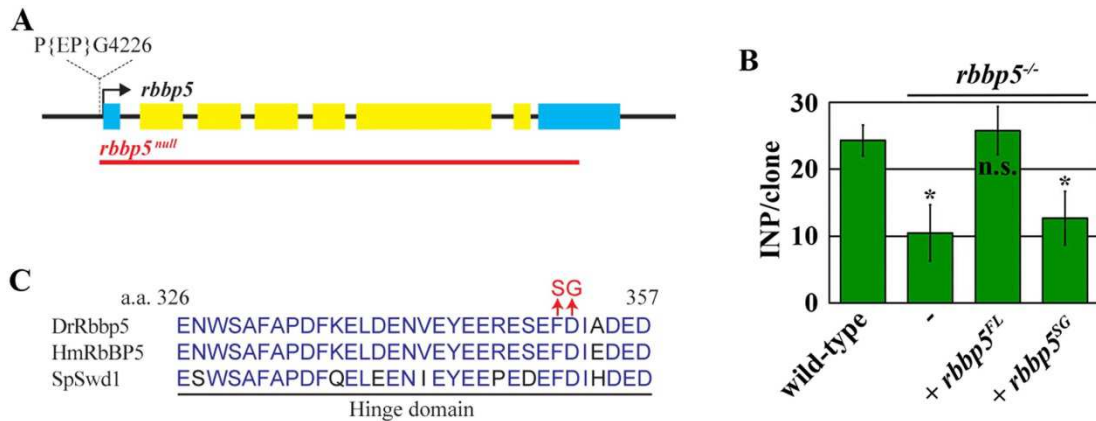 A
P{EP}G4226
rbbp5
rbbp5null
B
rbbp5-/-
30
20
10
0
INP/clone
*
n.s.
*
wild-type
-
+ rbbp5FL
+ rbbp5SG
C
a.a. 326
SG
357
DrRbbp5 ENWSAFAPDFKELDENVEYEERESEFDIADED
HmRbBP5 ENWSAFAPDFKELDENVEYEERESEFDIEDED
SpSwd1 ESWSAFAPDFQELEENIEYEEPEDEFDIHDED
Hinge domain